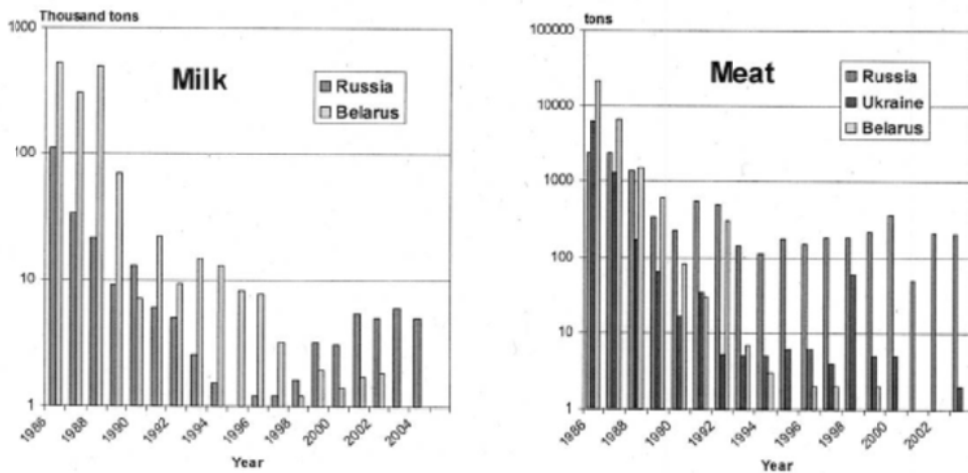 Thousand tons
1000
100
10
1
Milk
Russia
Belarus
1986
1988
1990
1992
1994
1996
1998
2000
2002
2004
Year
tons
100000
10000
1000
100
10
1
Meat
Russia
Ukraine
Belarus
1986
1988
1990
1992
1994
1996
1998
2000
2002
Year